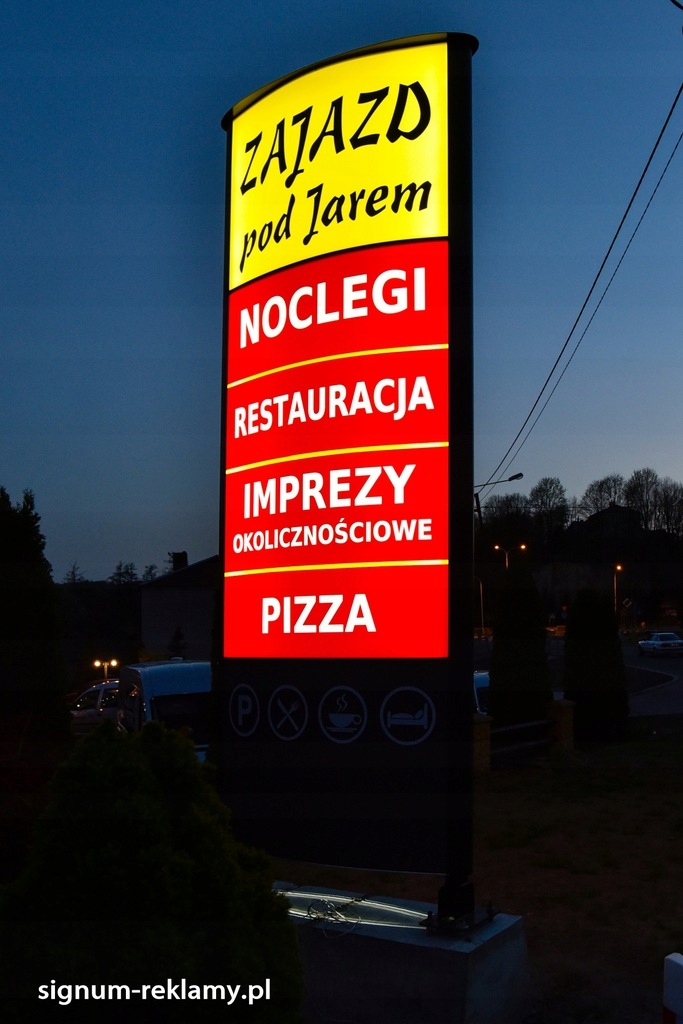 ZAJAZD
pod Jarem
NOCLEGI
RESTAURACJA
IMPREZY
OKOLICZNOŚCIOWE
PIZZA
P
signum-reklamy.pl